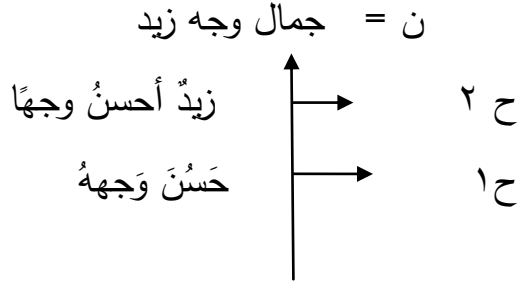 ن = جمال وجه زيد
ح ٢ زيدٌ أحسنُ وجهًا
ح١ حَسُنَ وَجههُ